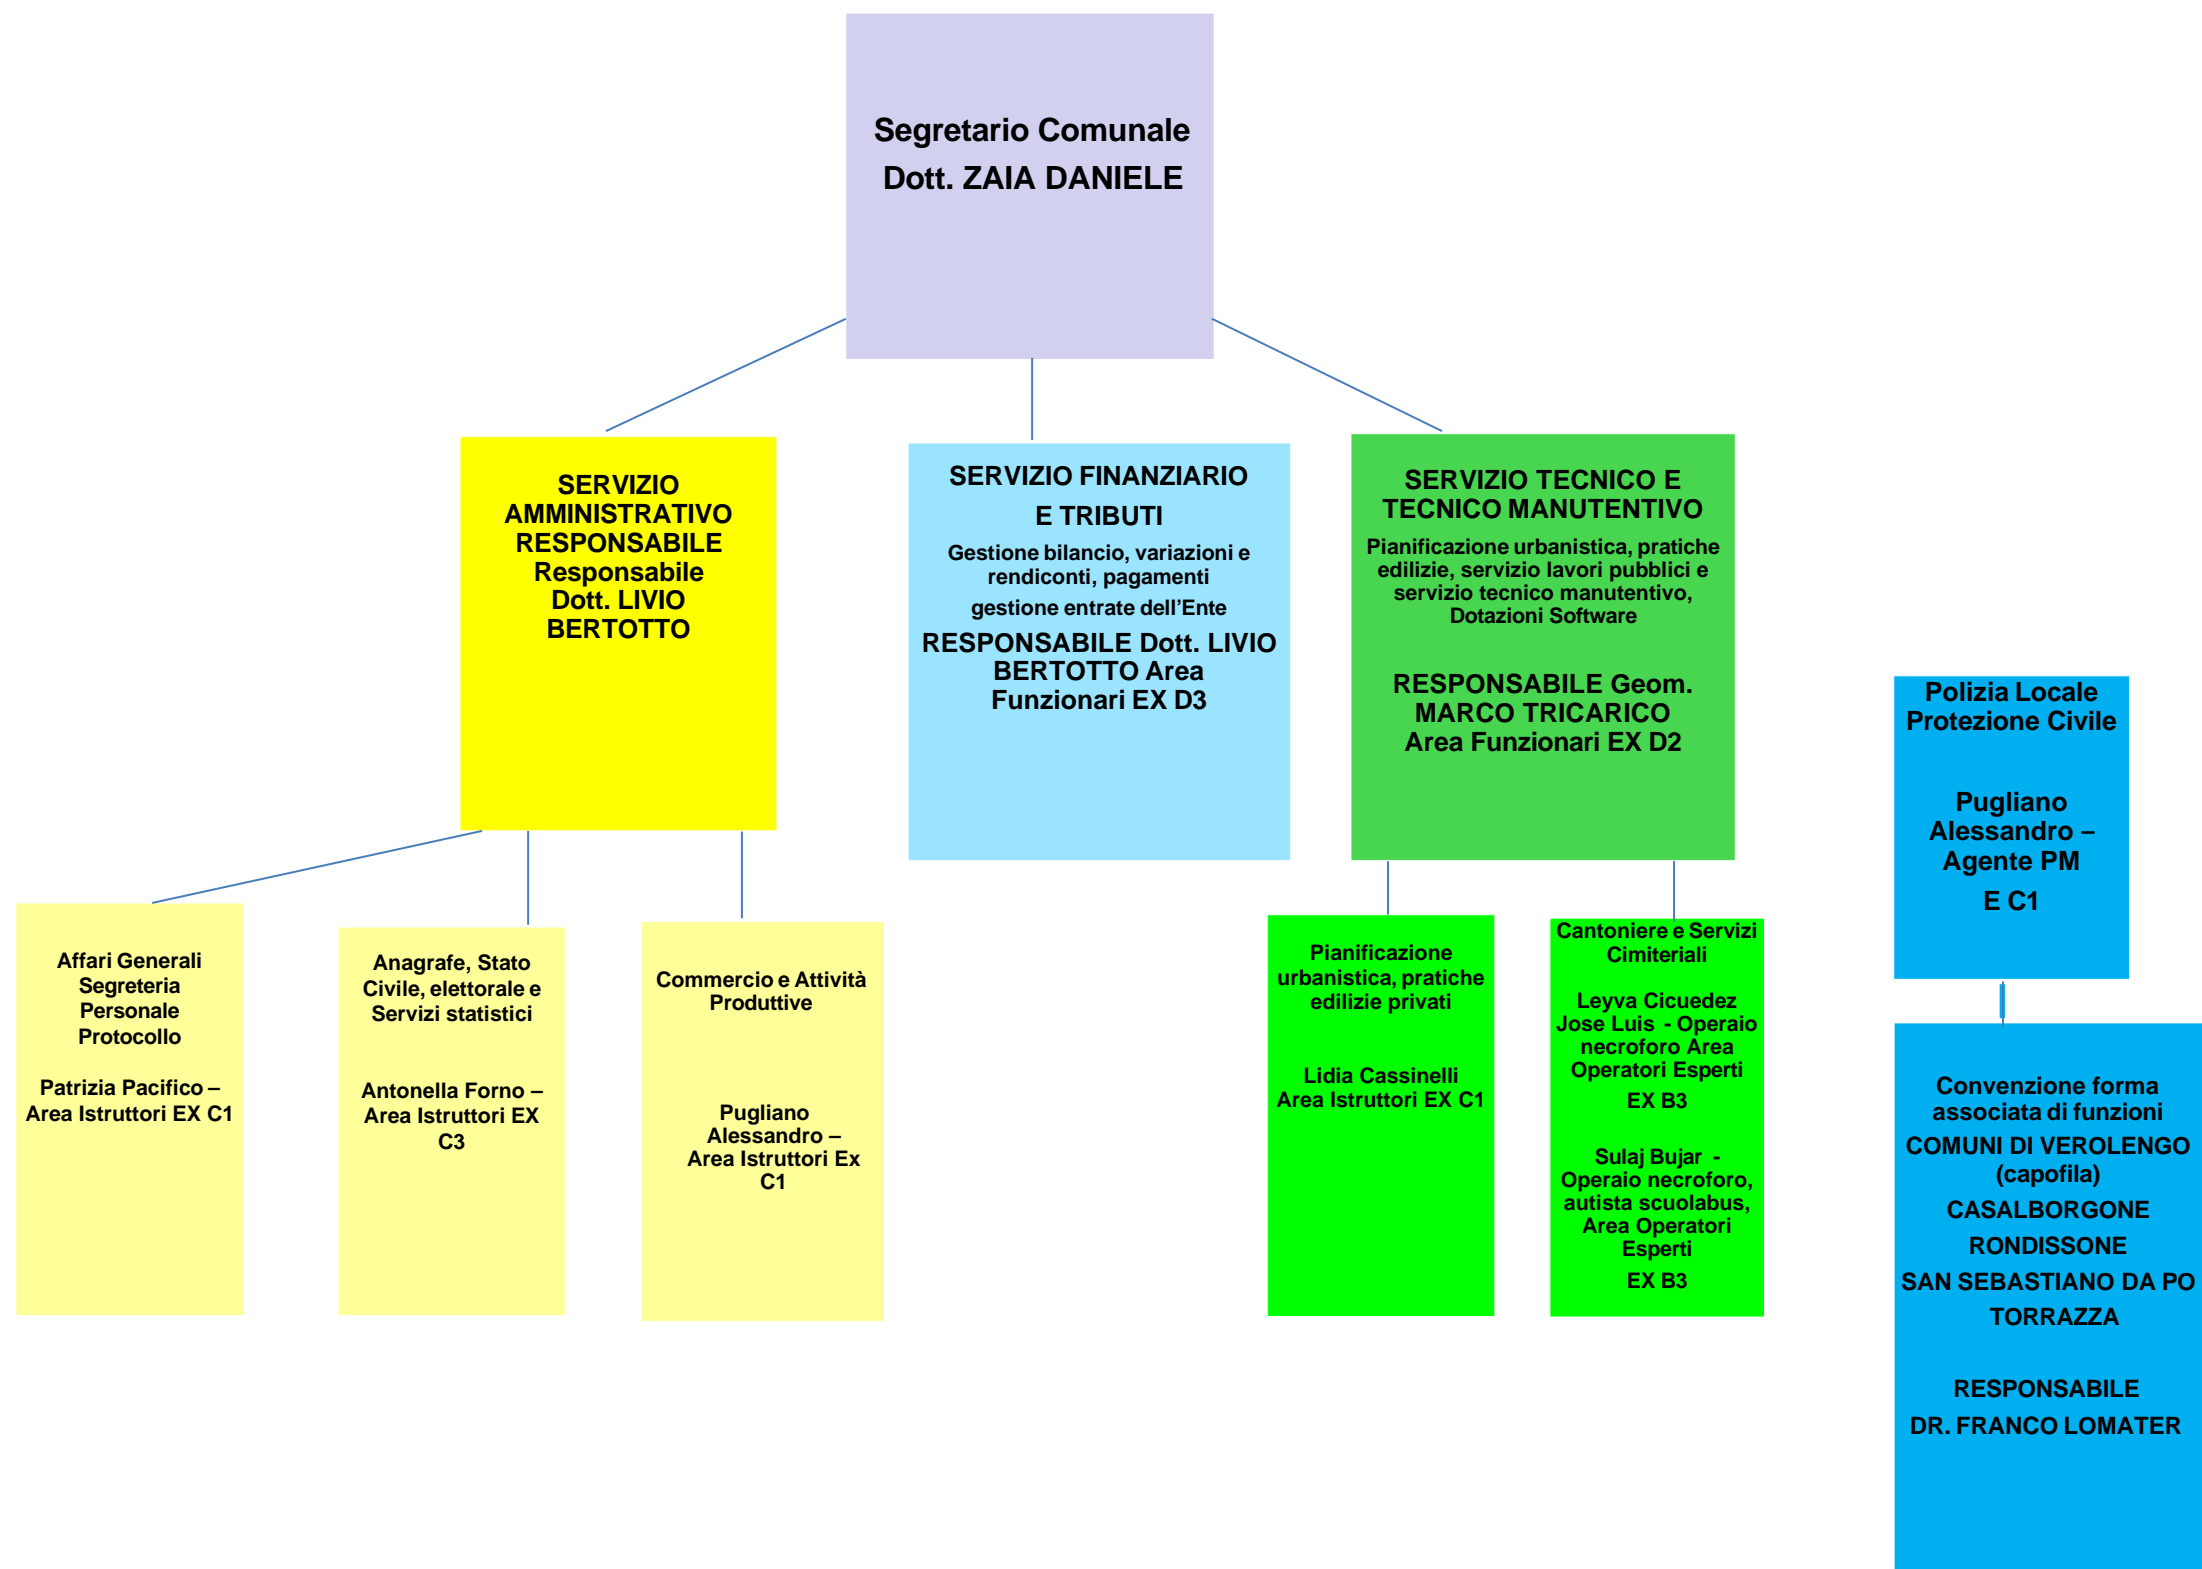 Segretario Comunale
Dott. ZAIA DANIELE
SERVIZIO
AMMINISTRATIVO
RESPONSABILE
Responsabile
Dott. LIVIO
BERTOTTO
SERVIZIO FINANZIARIO
E TRIBUTI
Gestione bilancio, variazioni e
rendiconti, pagamenti
gestione entrate dell’Ente
RESPONSABILE Dott. LIVIO
BERTOTTO Area
Funzionari EX D3
SERVIZIO TECNICO E
TECNICO MANUTENTIVO
Pianificazione urbanistica, pratiche
edilizie, servizio lavori pubblici e
servizio tecnico manutentivo,
Dotazioni Software
RESPONSABILE Geom.
MARCO TRICARICO
Area Funzionari EX D2
Polizia Locale
Protezione Civile
Pugliano
Alessandro –
Agente PM
E C1
Affari Generali
Segreteria
Personale
Protocollo
Patrizia Pacifico –
Area Istruttori EX C1
Anagrafe, Stato
Civile, elettorale e
Servizi statistici
Antonella Forno –
Area Istruttori EX
C3
Commercio e Attività
Produttive
Pugliano
Alessandro –
Area Istruttori Ex
C1
Pianificazione
urbanistica, pratiche
edilizie privati
Lidia Cassinelli
Area Istruttori EX C1
Cantoniere e Servizi
Cimiteriali
Leyva Cicuedez
Jose Luis - Operaio
necroforo Area
Operatori Esperti
EX B3
Sulaj Bujar -
Operaio necroforo,
autista scuolabus,
Area Operatori
Esperti
EX B3
Convenzione forma
associata di funzioni
COMUNI DI VEROLENGO
(capofila)
CASALBORGONE
RONDISSONE
SAN SEBASTIANO DA PO
TORRAZZA
RESPONSABILE
DR. FRANCO LOMATER